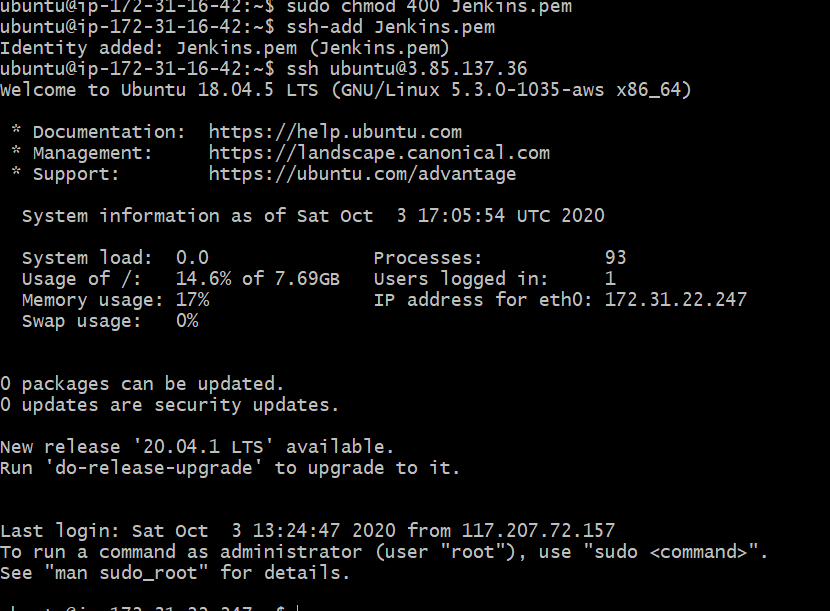 ubuntu@ip-172-31-16-42:~$ sudo chmod 400 Jenkins.pem
ubuntu@ip-172-31-16-42:~$ ssh-add Jenkins.pem
Identity added: Jenkins.pem (Jenkins.pem)
ubuntu@ip-172-31-16-42:~$ ssh ubuntu@3.85.137.36
Welcome to Ubuntu 18.04.5 LTS (GNU/Linux 5.3.0-1035-aws x86_64)
* Documentation: https://help.ubuntu.com
* Management: https://landscape.canonical.com
* Support: https://ubuntu.com/advantage
System information as of Sat Oct 3 17:05:54 UTC 2020
System load: 0.0 Processes: 93
Usage of /: 14.6% of 7.69GB Users logged in: 1
Memory usage: 17% IP address for eth0: 172.31.22.247
Swap usage: 0%
0 packages can be updated.
0 updates are security updates.
New release '20.04.1 LTS' available.
Run 'do-release-upgrade' to upgrade to it.
Last login: Sat Oct 3 13:24:47 2020 from 117.207.72.157
To run a command as administrator (user "root"), use "sudo <command>".
See "man sudo_root" for details.
ubuntu@ip-172-31-22-247:~$